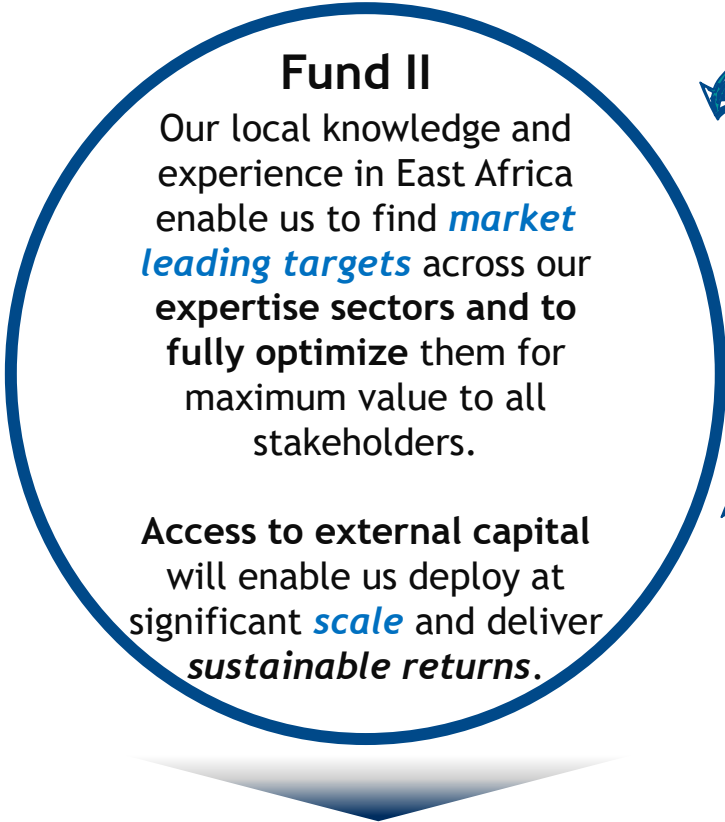 Fund II
Our local knowledge and
experience in East Africa
enable us to find market
leading targets across our
expertise sectors and to
fully optimize them for
maximum value to all
stakeholders.
Access to external capital
will enable us deploy at
significant scale and deliver
sustainable returns.